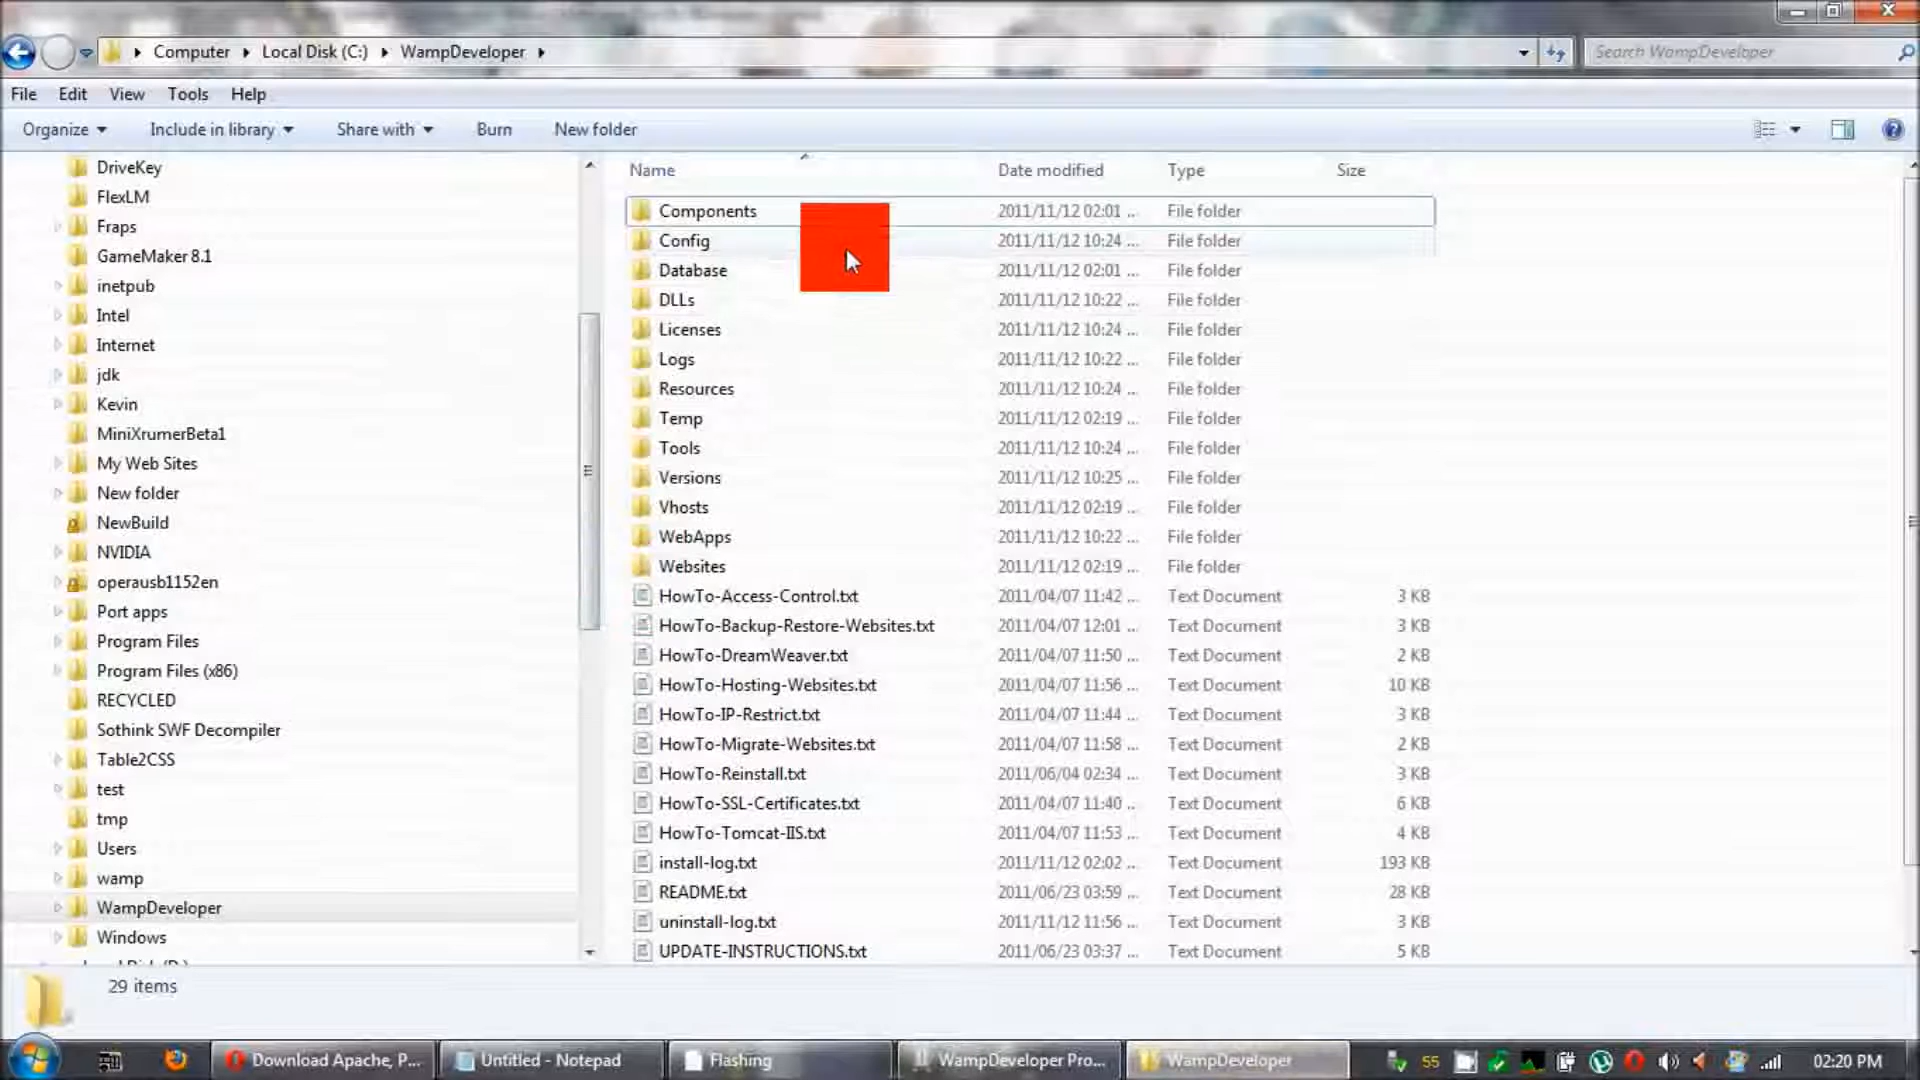 Computer Local Disk (C:) WampDeveloper Search WampDeveloper
File Edit View Tools Help
Organize Include in library Share with Burn New folder
DriveKey
FlexLM
Fraps
GameMaker 8.1
inetpub
Intel
Internet
jdk
Kevin
MiniXrumerBeta1
My Web Sites
New folder
NewBuild
NVIDIA
operausb1152en
Port apps
Program Files
Program Files (x86)
RECYCLED
Sothink SWF Decompiler
Table2CSS
test
tmp
Users
wamp
WampDeveloper
Windows
Name Date modified Type Size
Components 2011/11/12 02:01 ... File folder
Config 2011/11/12 10:24 ... File folder
Database 2011/11/12 02:01 ... File folder
DLLs 2011/11/12 10:22 ... File folder
Licenses 2011/11/12 10:24 ... File folder
Logs 2011/11/12 10:22 ... File folder
Resources 2011/11/12 10:24 ... File folder
Temp 2011/11/12 02:19 ... File folder
Tools 2011/11/12 10:24 ... File folder
Versions 2011/11/12 10:25 ... File folder
Vhosts 2011/11/12 02:19 ... File folder
WebApps 2011/11/12 10:22 ... File folder
Websites 2011/11/12 02:19 ... File folder
HowTo-Access-Control.txt 2011/04/07 11:42 ... Text Document 3 KB
HowTo-Backup-Restore-Websites.txt 2011/04/07 12:01 ... Text Document 3 KB
HowTo-DreamWeaver.txt 2011/04/07 11:50 ... Text Document 2 KB
HowTo-Hosting-Websites.txt 2011/04/07 11:56 ... Text Document 10 KB
HowTo-IP-Restrict.txt 2011/04/07 11:44 ... Text Document 3 KB
HowTo-Migrate-Websites.txt 2011/04/07 11:58 ... Text Document 2 KB
HowTo-Reinstall.txt 2011/06/04 02:34 ... Text Document 3 KB
HowTo-SSL-Certificates.txt 2011/04/07 11:40 ... Text Document 6 KB
HowTo-Tomcat-IIS.txt 2011/04/07 11:53 ... Text Document 4 KB
install-log.txt 2011/11/12 02:02 ... Text Document 193 KB
README.txt 2011/06/23 03:59 ... Text Document 28 KB
uninstall-log.txt 2011/11/12 11:56 ... Text Document 3 KB
UPDATE-INSTRUCTIONS.txt 2011/06/23 03:37 ... Text Document 5 KB
29 items
Download Apache, P... Untitled - Notepad Flashing WampDeveloper Pro... WampDeveloper 55 02:20 PM